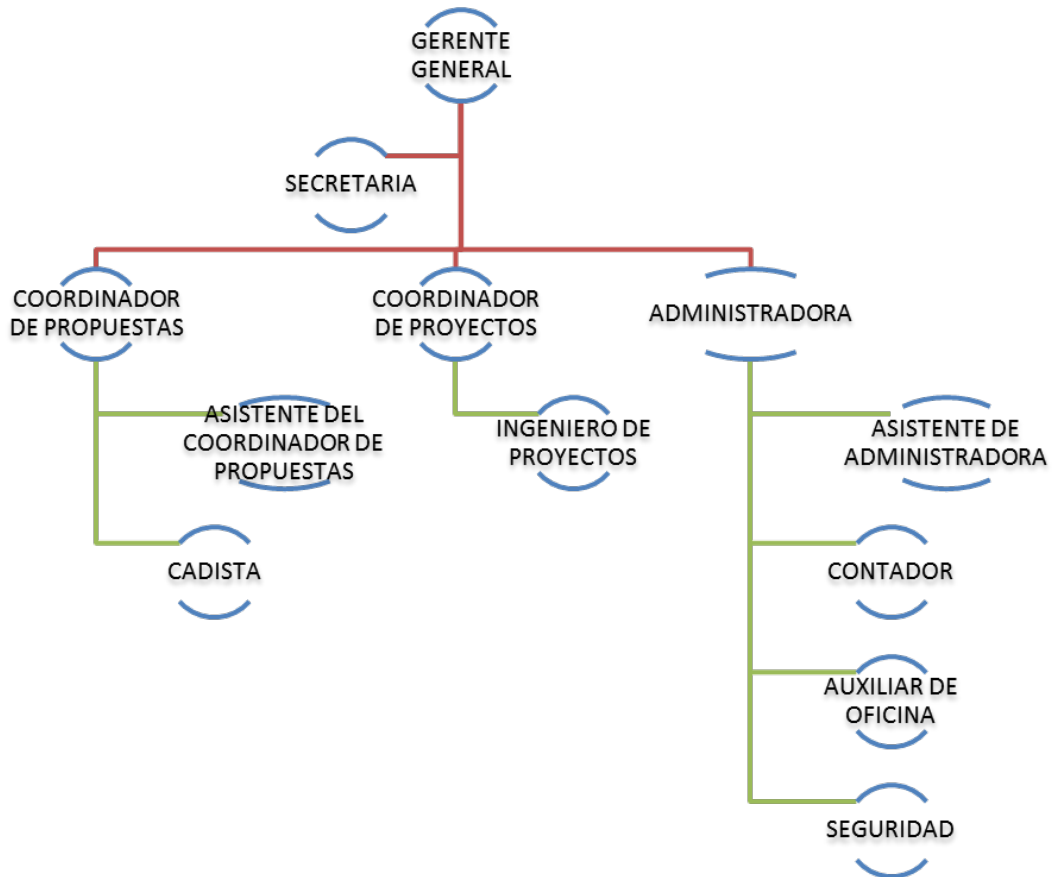 GERENTE
GENERAL
SECRETARIA
COORDINADOR
DE PROPUESTAS
COORDINADOR
DE PROYECTOS
ADMINISTRADORA
ASISTENTE DEL
COORDINADOR DE
PROPUESTAS
INGENIERO DE
PROYECTOS
ASISTENTE DE
ADMINISTRADORA
CADISTA
CONTADOR
AUXILIAR DE
OFICINA
SEGURIDAD